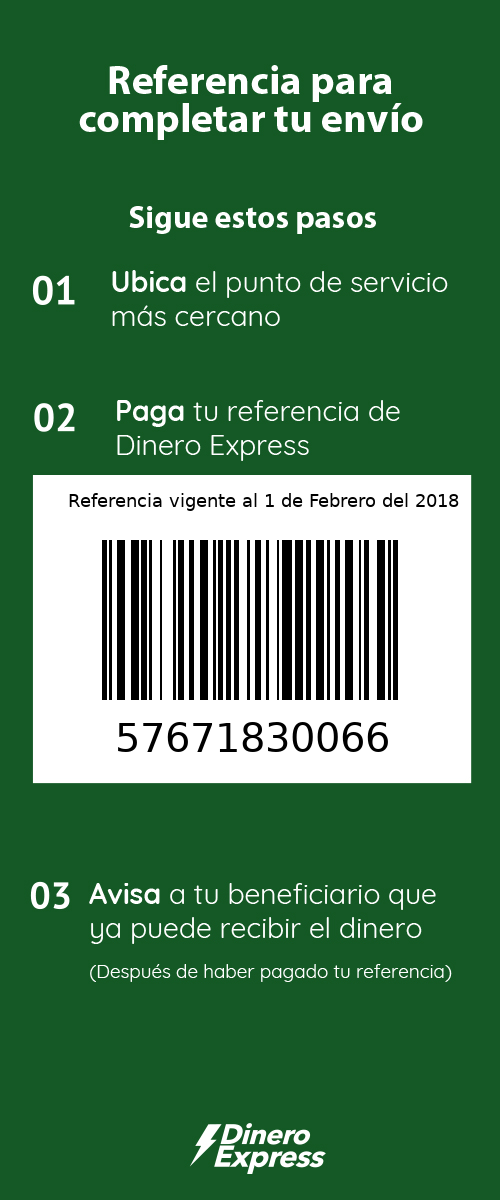 Referencia para
completar tu envío
Sigue estos pasos
01 Ubica el punto de servicio
más cercano
02 Paga tu referencia de
Dinero Express
Referencia vigente al 1 de Febrero del 2018
57671830066
03 Avisa a tu beneficiario que
ya puede recibir el dinero
(Después de haber pagado tu referencia)
Dinero
Express